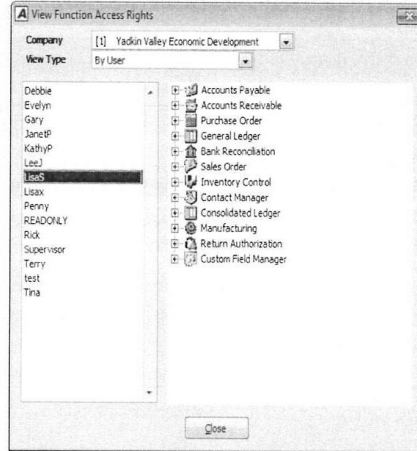 A View Function Access Rights
Company [1] Yadkin Valley Economic Development
View Type By User
Debbie
Evelyn
Gary
JanetP
KathyP
LeeJ
LisaS
Lisax
Penny
READONLY
Rick
Supervisor
Terry
test
Tina
Accounts Payable
Accounts Receivable
Purchase Order
General Ledger
Bank Reconciliation
Sales Order
Inventory Control
Contact Manager
Consolidated Ledger
Manufacturing
Return Authorization
Custom Field Manager
Close